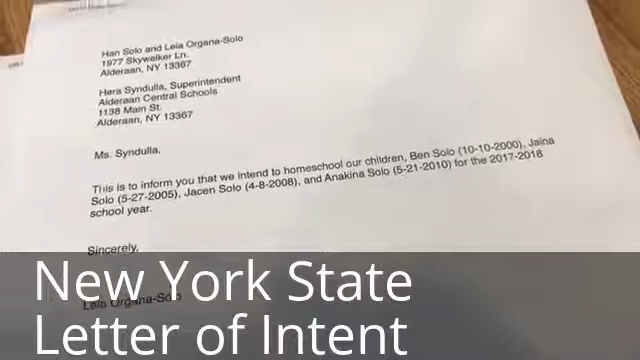 Han Solo and Leia Organa-Solo
1977 Skywalker Ln.
Alderaan, NY 13367
Hera Syndulla, Superintendent
Alderaan Central Schools
1138 Main St.
Alderaan, NY 13367
Ms. Syndulla,
This is to inform you that we intend to homeschool our children, Ben Solo (10-10-2000), Jaina
Solo (5-27-2005), Jacen Solo (4-8-2008), and Anakina Solo (5-21-2010) for the 2017-2018
school year.
Sincerely,
Leia Organa-Solo
New York State
Letter of Intent